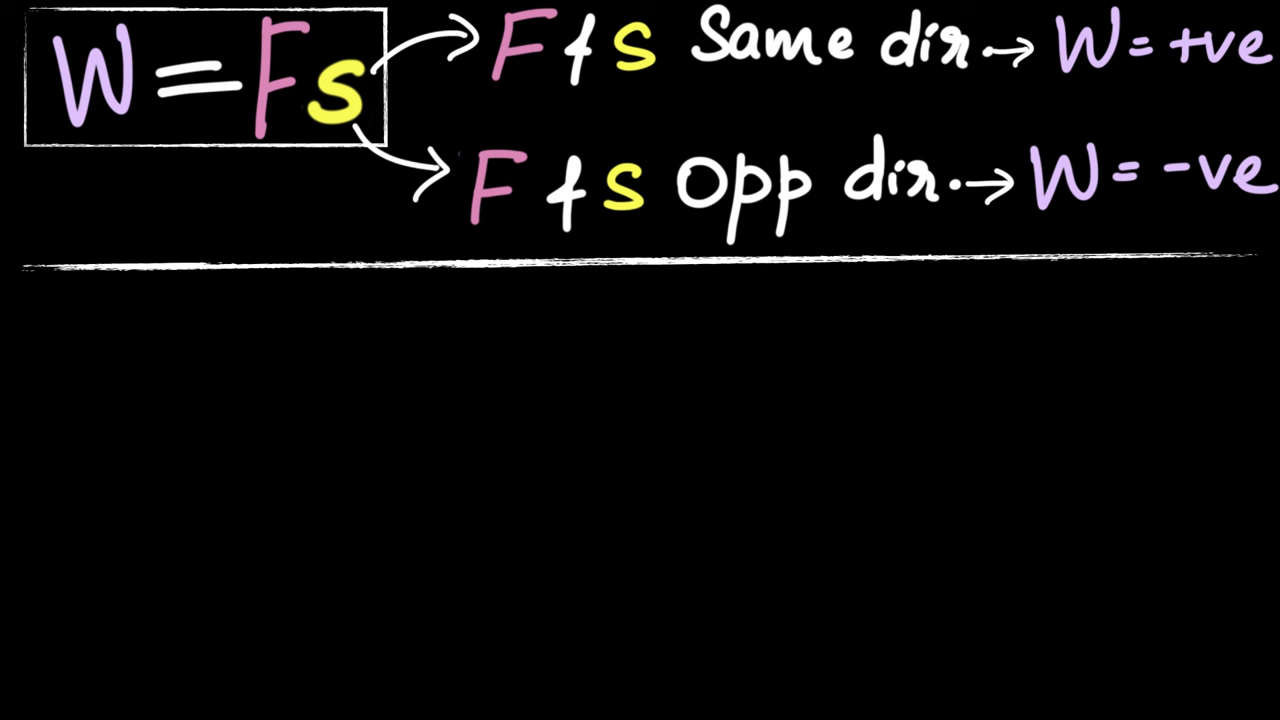 W = Fs
F & s Same dir. → W = +ve
F & s Opp dir. → W = -ve